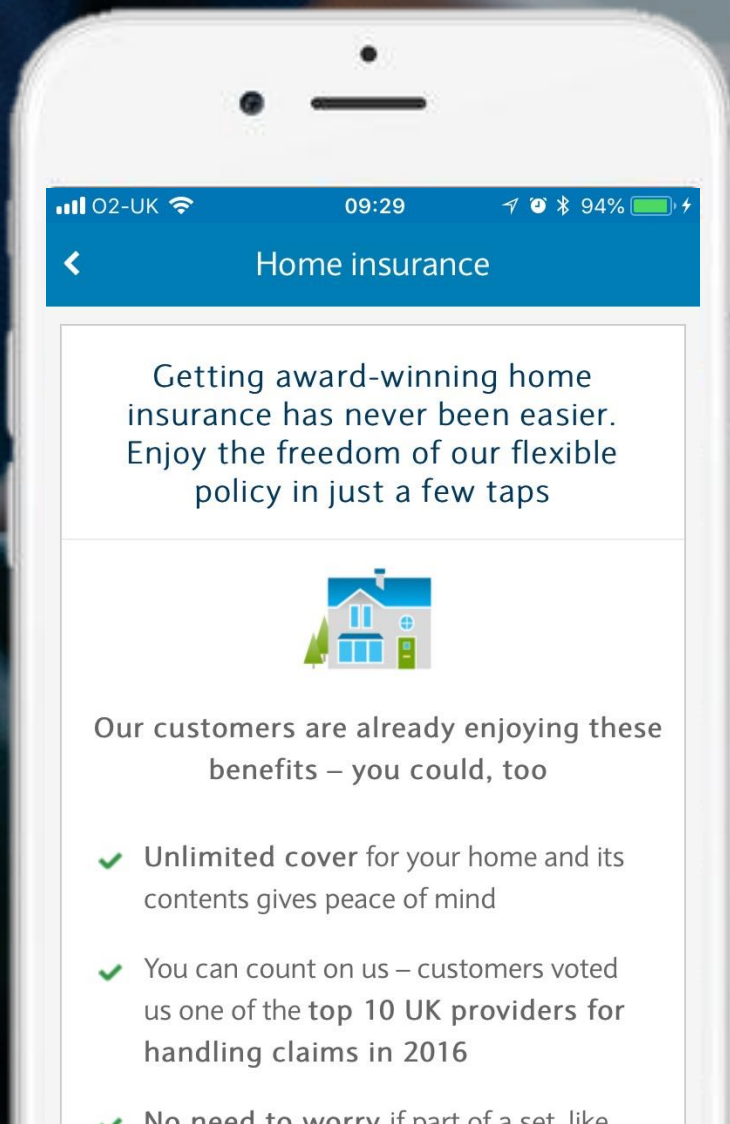 O2-UK 09:29 94%
Home insurance
Getting award-winning home
insurance has never been easier.
Enjoy the freedom of our flexible
policy in just a few taps
Our customers are already enjoying these
benefits – you could, too
Unlimited cover for your home and its
contents gives peace of mind
You can count on us – customers voted
us one of the top 10 UK providers for
handling claims in 2016
No need to worry if part of a set, like